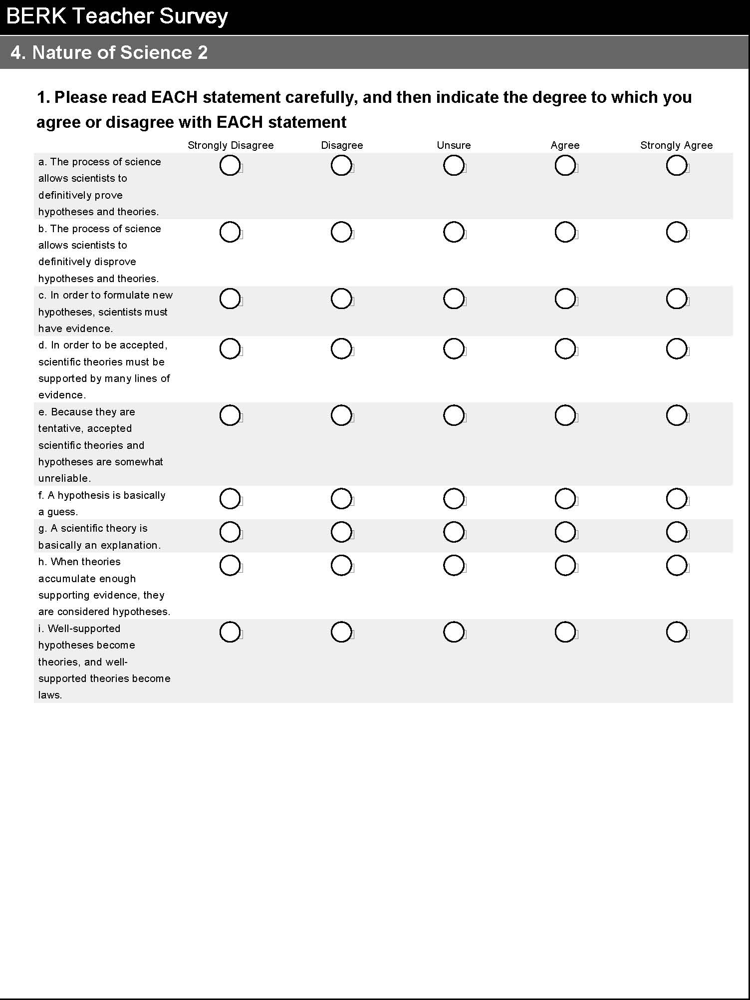 BERK Teacher Survey
4. Nature of Science 2
1. Please read EACH statement carefully, and then indicate the degree to which you
agree or disagree with EACH statement
Strongly Disagree Disagree Unsure Agree Strongly Agree
a. The process of science
allows scientists to
definitively prove
hypotheses and theories.
b. The process of science
allows scientists to
definitively disprove
hypotheses and theories.
c. In order to formulate new
hypotheses, scientists must
have evidence.
d. In order to be accepted,
scientific theories must be
supported by many lines of
evidence.
e. Because they are
tentative, accepted
scientific theories and
hypotheses are somewhat
unreliable.
f. A hypothesis is basically
a guess.
g. A scientific theory is
basically an explanation.
h. When theories
accumulate enough
supporting evidence, they
are considered hypotheses.
i. Well-supported
hypotheses become
theories, and well-
supported theories become
laws.